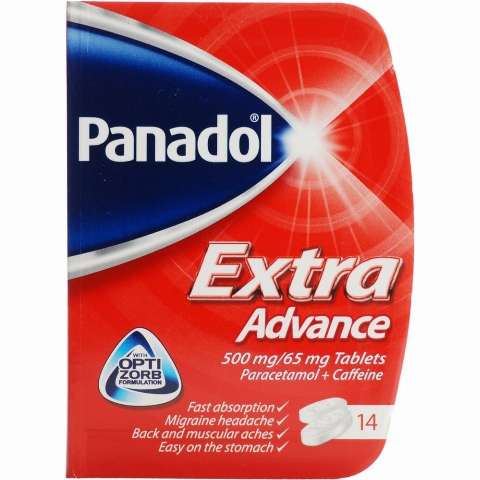 Panadol®
Extra
Advance
500 mg/65 mg Tablets
Paracetamol + Caffeine
WITH
OPTI
ZORB
FORMULATION
Fast absorption ✓
Migraine headache ✓
Back and muscular aches ✓
Easy on the stomach ✓
14